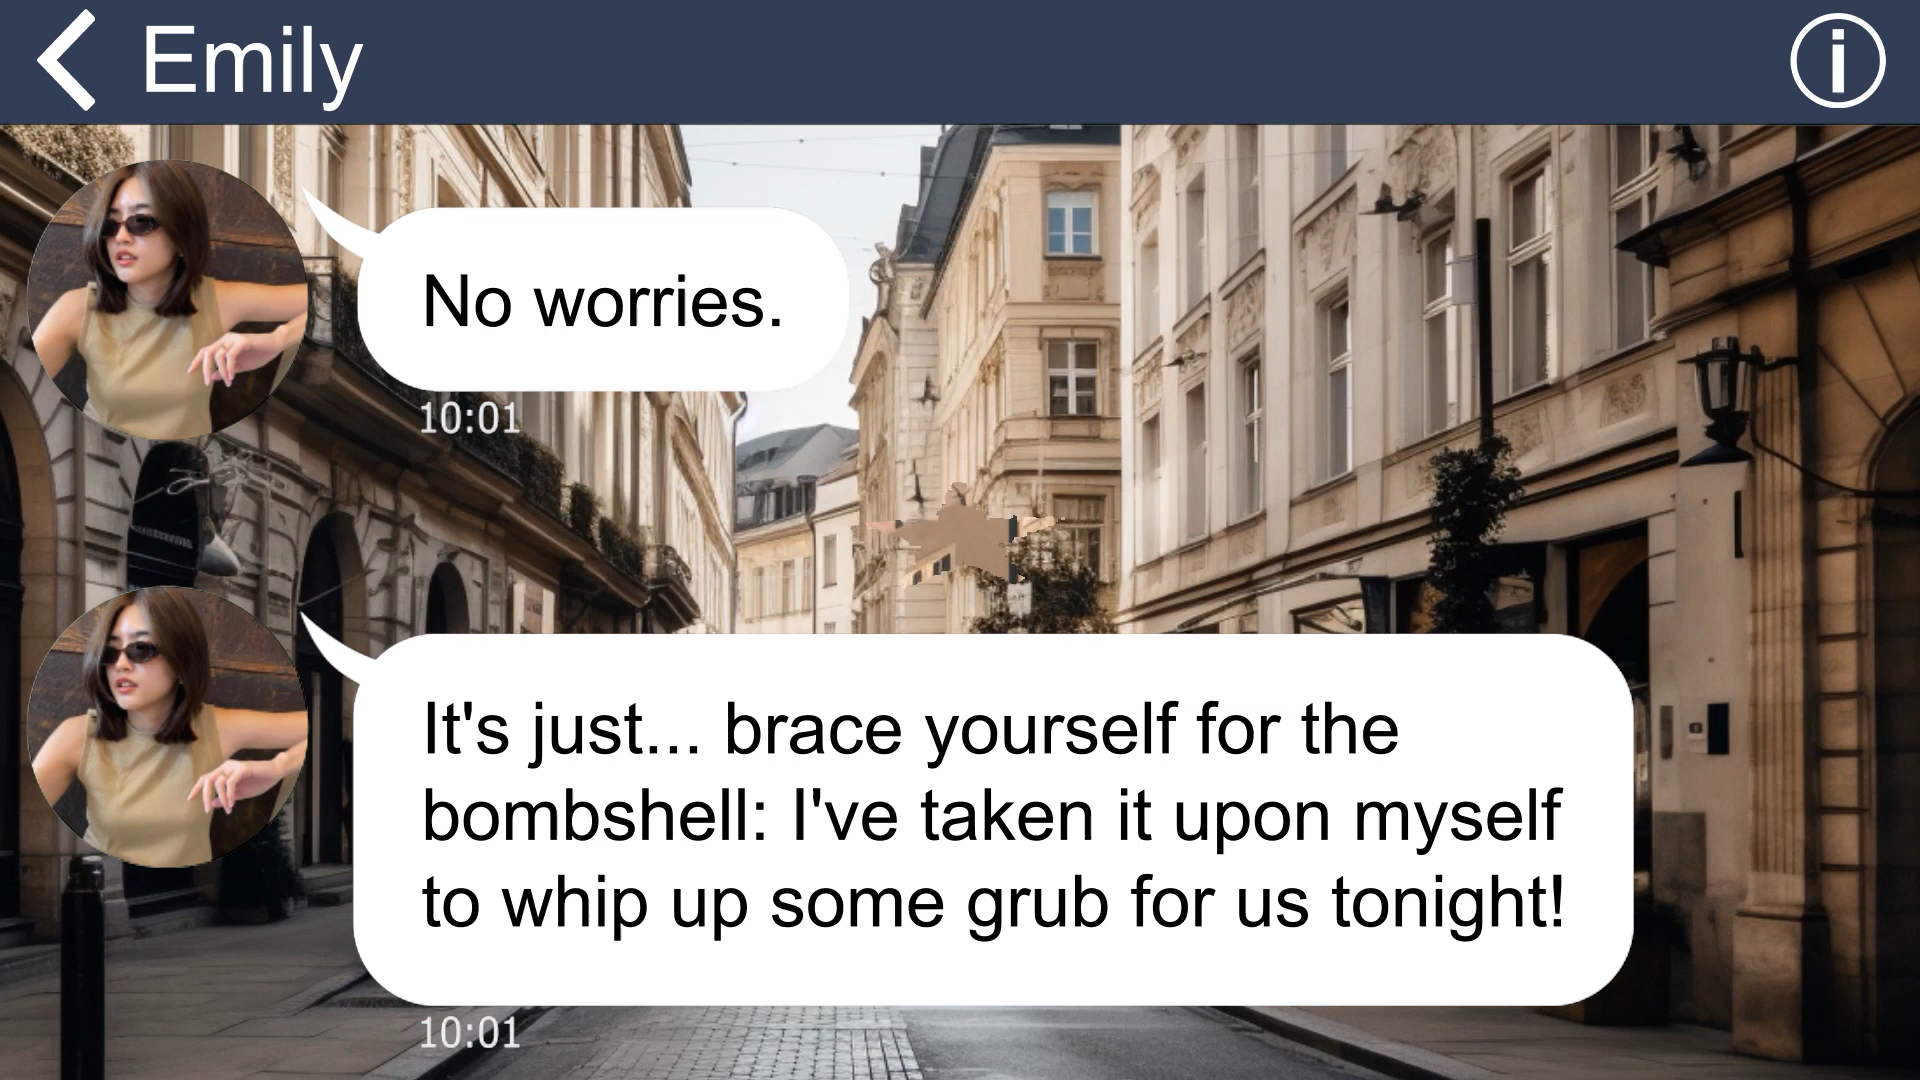 Emily
No worries.
10:01
It's just... brace yourself for the
bombshell: I've taken it upon myself
to whip up some grub for us tonight!
10:01